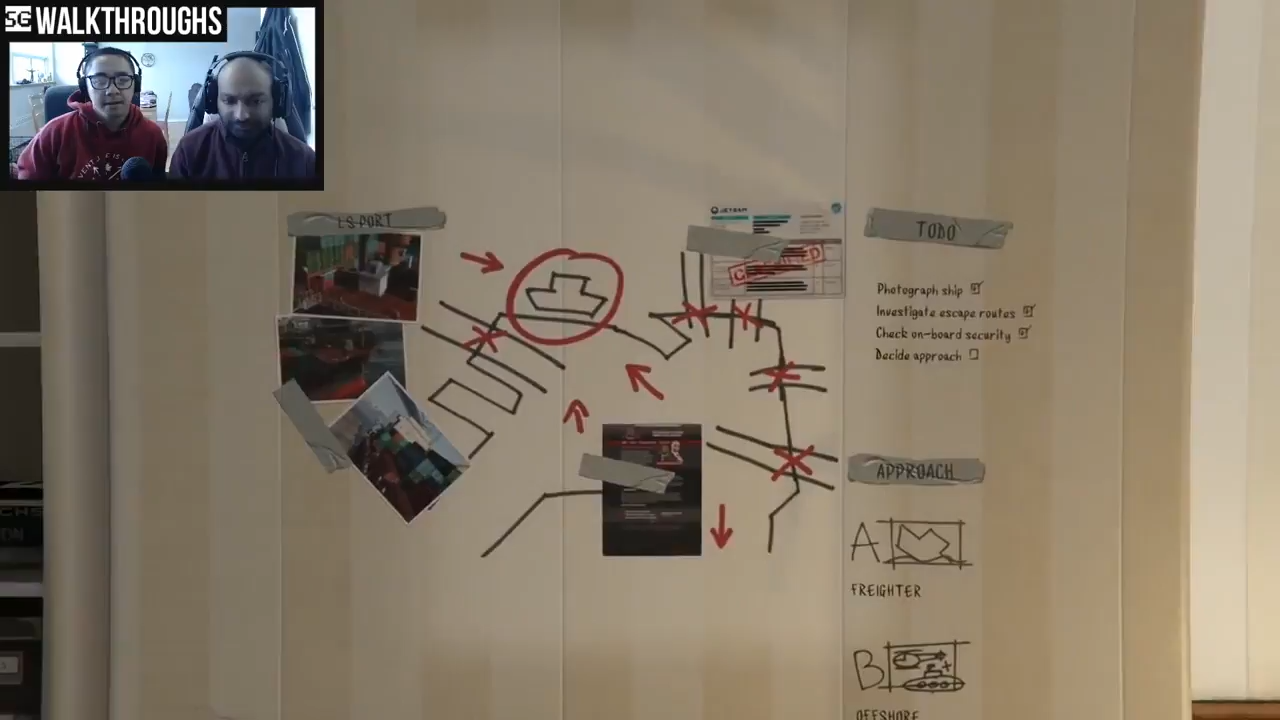 SG WALKTHROUGHS
LS PORT
JETSAM
TODO
Photograph ship
Investigate escape routes
Check on-board security
Decide approach
APPROACH
A
FREIGHTER
B
OFFSHORE